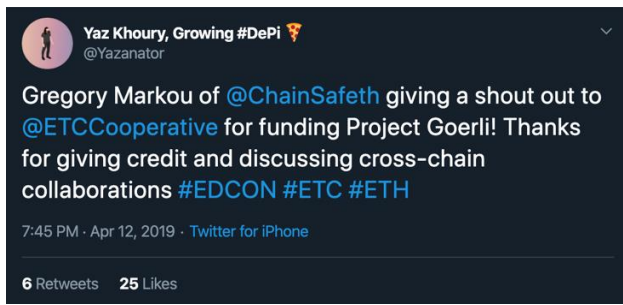 Yaz Khoury, Growing #DePi 🍕
@Yazanator
Gregory Markou of @ChainSafeth giving a shout out to
@ETCCooperative for funding Project Goerli! Thanks
for giving credit and discussing cross-chain
collaborations #EDCON #ETC #ETH
7:45 PM · Apr 12, 2019 · Twitter for iPhone
6 Retweets 25 Likes